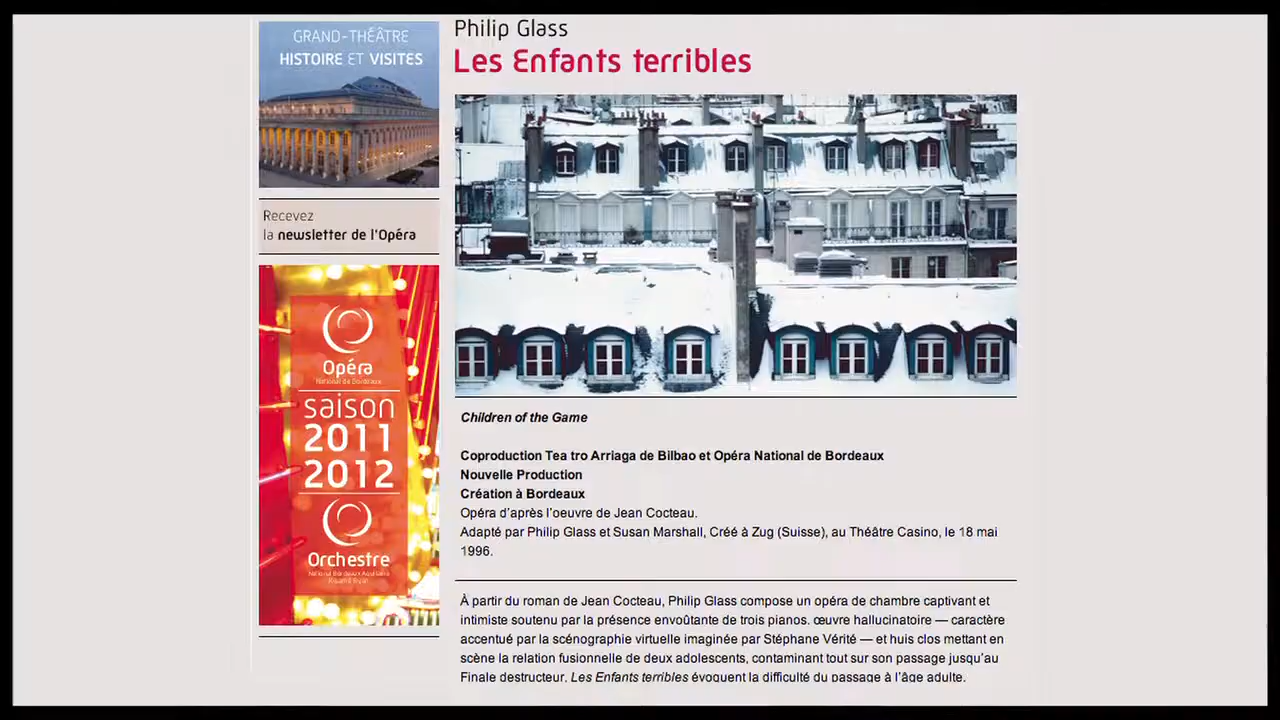 GRAND-THÉÂTRE
HISTOIRE ET VISITES
Recevez
la newsletter de l'Opéra
Opéra
National de Bordeaux
saison
2011
2012
Orchestre
National Bordeaux Aquitaine
Philip Glass
Les Enfants terribles
Children of the Game
Coproduction Tea tro Arriaga de Bilbao et Opéra National de Bordeaux
Nouvelle Production
Création à Bordeaux
Opéra d'après l'oeuvre de Jean Cocteau.
Adapté par Philip Glass et Susan Marshall, Créé à Zug (Suisse), au Théâtre Casino, le 18 mai
1996.
À partir du roman de Jean Cocteau, Philip Glass compose un opéra de chambre captivant et
intimiste soutenu par la présence envoûtante de trois pianos. œuvre hallucinatoire — caractère
accentué par la scénographie virtuelle imaginée par Stéphane Vérité — et huis clos mettant en
scène la relation fusionnelle de deux adolescents, contaminant tout sur son passage jusqu'au
Finale destructeur. Les Enfants terribles évoquent la difficulté du passage à l'âge adulte.